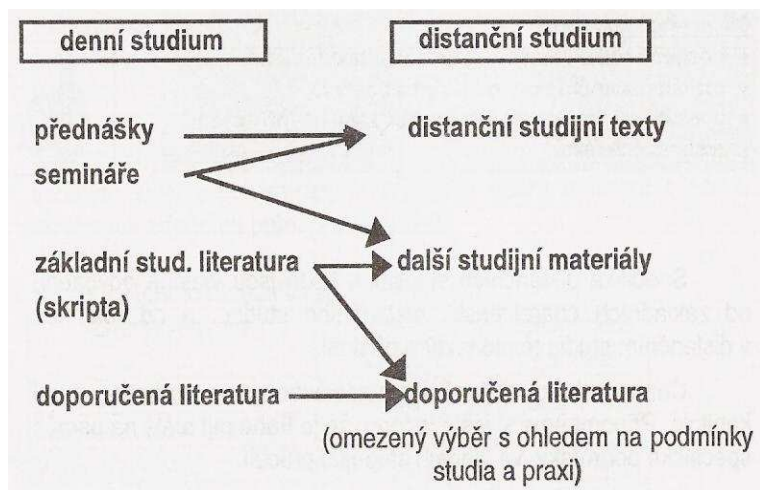 denní studium
distanční studium
přednášky
distanční studijní texty
semináře
základní stud. literatura
další studijní materiály
(skripta)
doporučená literatura
doporučená literatura
(omezený výběr s ohledem na podmínky
studia a praxi)